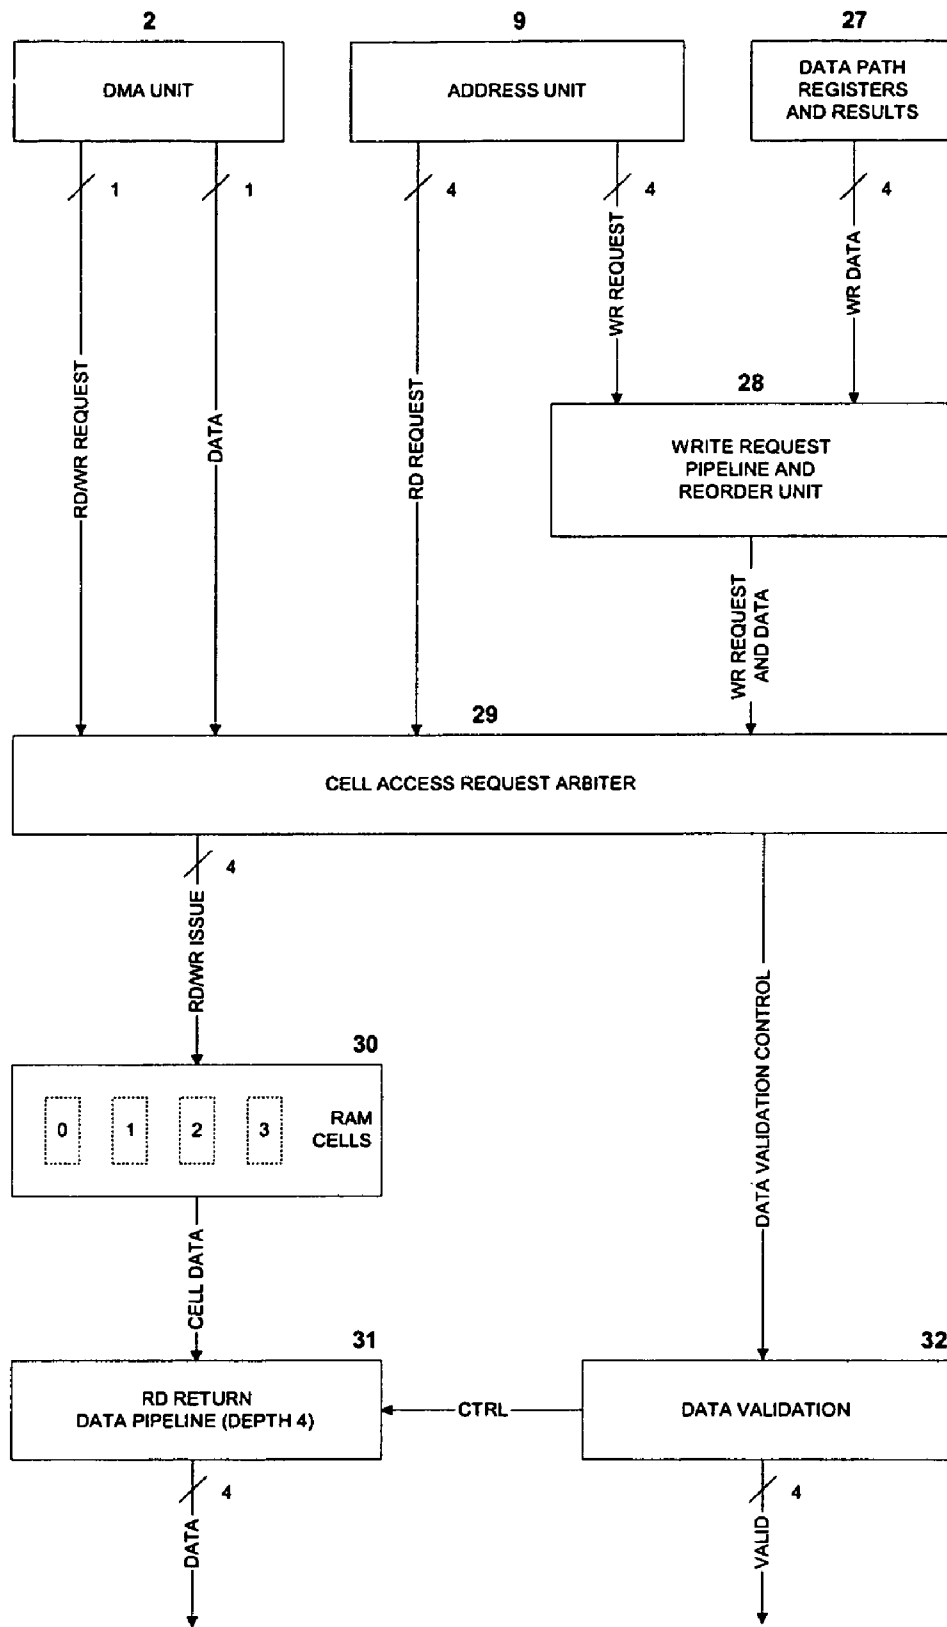 2
9
27
DMA UNIT
ADDRESS UNIT
DATA PATH
REGISTERS
AND RESULTS
1
1
4
4
4
RD/WR REQUEST
DATA
RD REQUEST
WR REQUEST
WR DATA
28
WRITE REQUEST
PIPELINE AND
REORDER UNIT
WR REQUEST
AND DATA
29
CELL ACCESS REQUEST ARBITER
4
RD/WR ISSUE
DATA VALIDATION CONTROL
30
0
1
2
3
RAM
CELLS
CELL DATA
31
32
RD RETURN
DATA PIPELINE (DEPTH 4)
CTRL
DATA VALIDATION
4
4
DATA
VALID